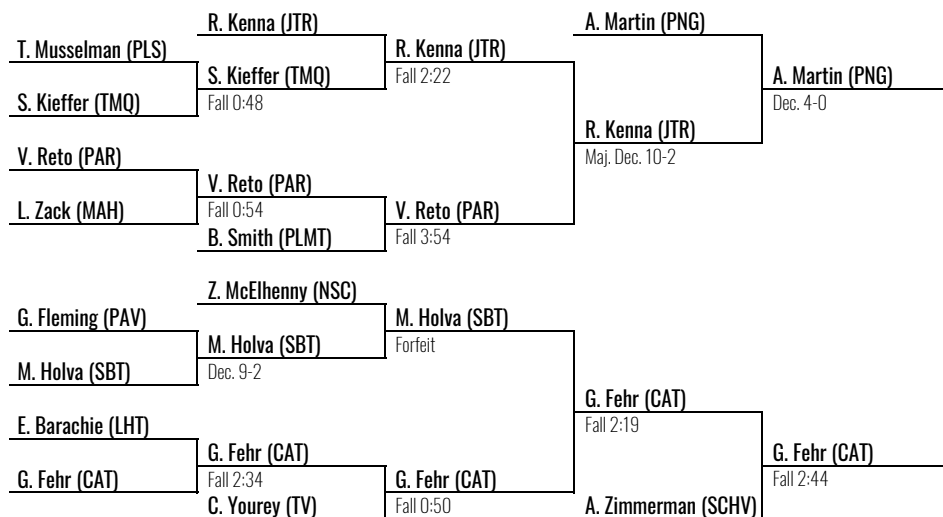 R. Kenna (JTR)
A. Martin (PNG)
T. Musselman (PLS)
R. Kenna (JTR)
Fall 2:22
S. Kieffer (TMQ)
Fall 0:48
A. Martin (PNG)
Dec. 4-0
S. Kieffer (TMQ)
R. Kenna (JTR)
Maj. Dec. 10-2
V. Reto (PAR)
V. Reto (PAR)
Fall 0:54
L. Zack (MAH)
V. Reto (PAR)
Fall 3:54
B. Smith (PLMT)
Z. McElhenny (NSC)
G. Fleming (PAV)
M. Holva (SBT)
Forfeit
M. Holva (SBT)
Dec. 9-2
M. Holva (SBT)
G. Fehr (CAT)
Fall 2:19
E. Barachie (LHT)
G. Fehr (CAT)
Fall 2:34
G. Fehr (CAT)
Fall 2:44
G. Fehr (CAT)
G. Fehr (CAT)
Fall 0:50
C. Yourey (TV)
A. Zimmerman (SCHV)